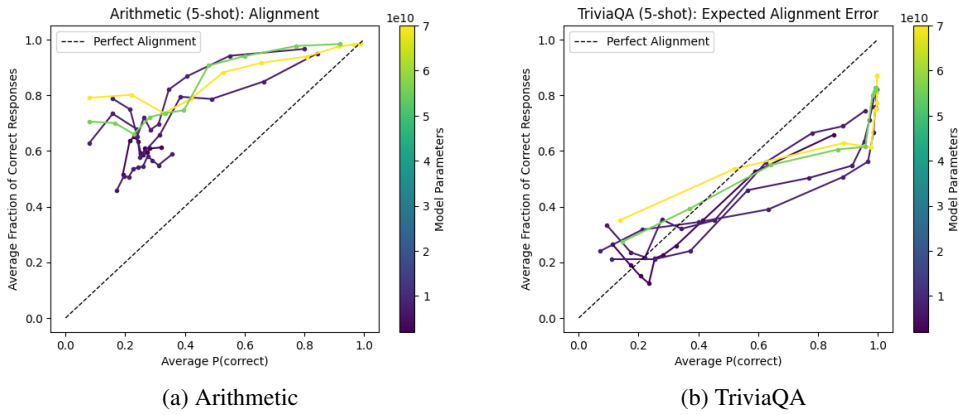 Arithmetic (5-shot): Alignment
1e10
Perfect Alignment
1.0
0.8
0.6
0.4
0.2
0.0
Average Fraction of Correct Responses
0.0 0.2 0.4 0.6 0.8 1.0
Average P(correct)
7
6
5
4
3
2
1
Model Parameters
(a) Arithmetic
TriviaQA (5-shot): Expected Alignment Error
1e10
Perfect Alignment
1.0
0.8
0.6
0.4
0.2
0.0
Average Fraction of Correct Responses
0.0 0.2 0.4 0.6 0.8 1.0
Average P(correct)
7
6
5
4
3
2
1
Model Parameters
(b) TriviaQA